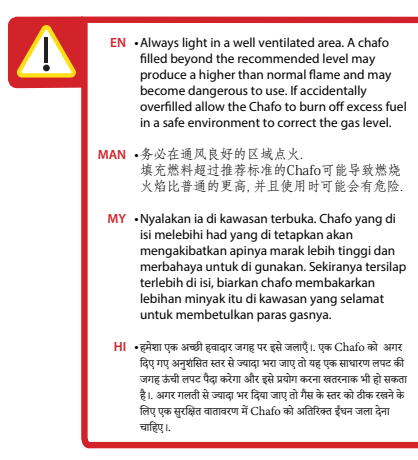 EN • Always light in a well ventilated area. A chafo
filled beyond the recommended level may
produce a higher than normal flame and may
become dangerous to use. If accidentally
overfilled allow the Chafo to burn off excess fuel
in a safe environment to correct the gas level.
MAN • 务必在通风良好的区域点火.
填充燃料超过推荐标准的Chafo可能导致燃烧
火焰比普通的更高, 并且使用时可能会有危险.
MY • Nyalakan ia di kawasan terbuka. Chafo yang di
isi melebihi had yang di tetapkan akan
mengakibatkan apinya marak lebih tinggi dan
merbahaya untuk di gunakan. Sekiranya tersilap
terlebih di isi, biarkan chafo membakarkan
lebihan minyak itu di kawasan yang selamat
untuk membetulkan paras gasnya.
HI • हमेशा एक अच्छी हवादार जगह पर इसे जलाएँ।. एक Chafo को अगर
दिए गए अनुशंसित स्तर से ज्यादा भरा जाए तो यह एक साधारण लपट की
जगह ऊंची लपट पैदा करेगा और इसे प्रयोग करना खतरनाक भी हो सकता
है।. अगर गलती से ज्यादा भर दिया जाए तो गैस के स्तर को ठीक रखने के
लिए एक सुरक्षित वातावरण में Chafo को अतिरिक्त ईंधन जला देना
चाहिए।.